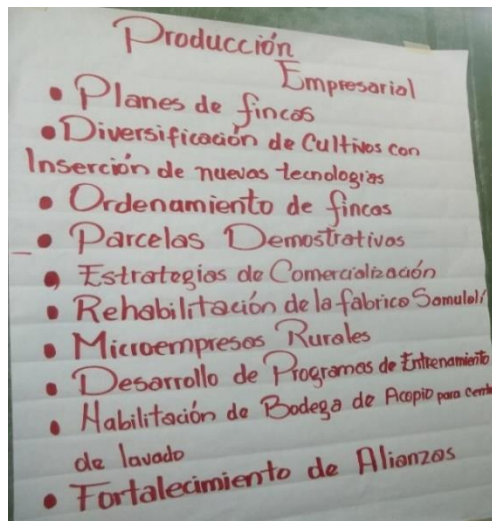 Producción
Empresarial
• Planes de fincas
• Diversificación de Cultivos con
Inserción de nuevas tecnologías
• Ordenamiento de fincas
• Parcelas Demostrativas
• Estrategias de Comercialización
• Rehabilitación de la fábrica Samulalí
• Microempresas Rurales
• Desarrollo de Programas de Entrenamiento
• Habilitación de Bodega de Acopio para
de lavado
• Fortalecimiento de Alianzas